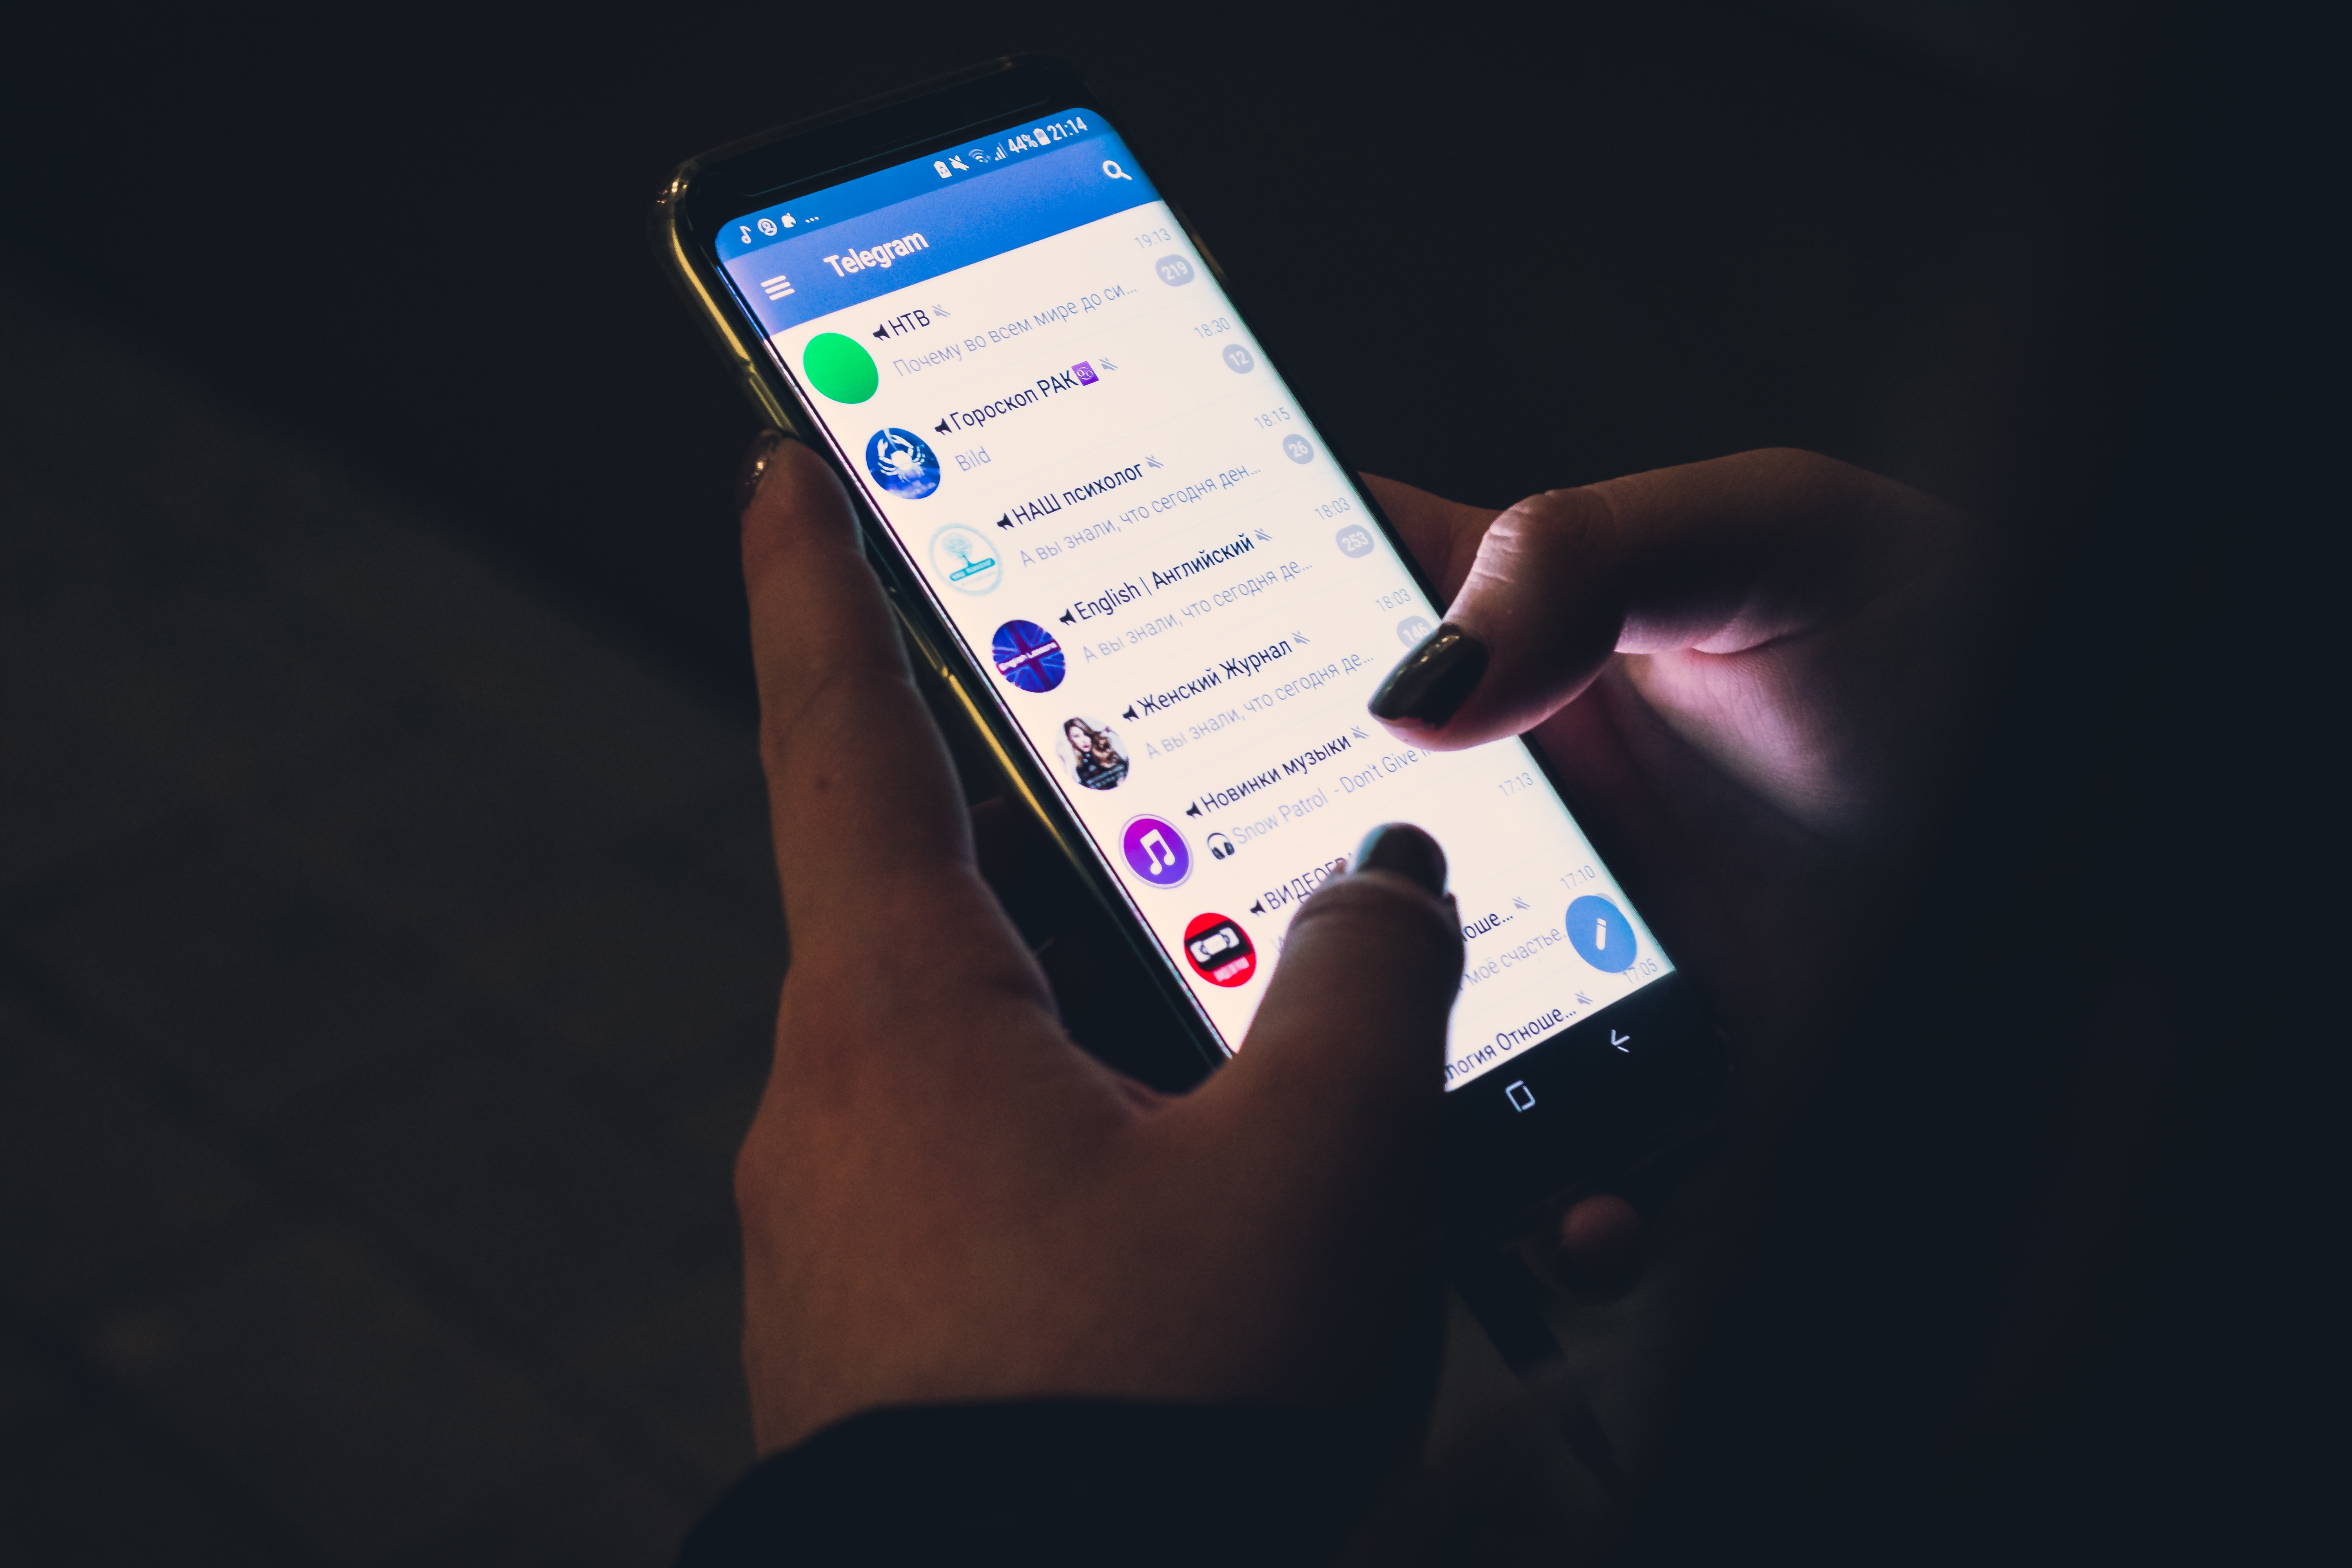 44% 21:14
Telegram
НТВ 19:13
Почему во всем мире до си... 219
Гороскоп РАК♋ 18:30
Bild 12
НАШ психолог 18:15
А вы знали, что сегодня ден... 26
English | Английский 18:03
А вы знали, что сегодня де... 253
Женский Журнал 18:03
А вы знали, что сегодня де... 146
Новинки музыки
Snow Patrol - Don't Give
17:13
оше... 17:10
моё счастье.
логия Отноше... 17:05